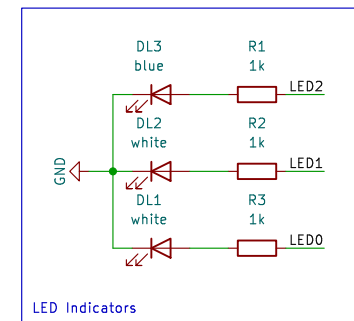 DL3
R1
blue
1k
LED2
DL2
R2
white
1k
LED1
GND
DL1
R3
white
1k
LED0
LED Indicators